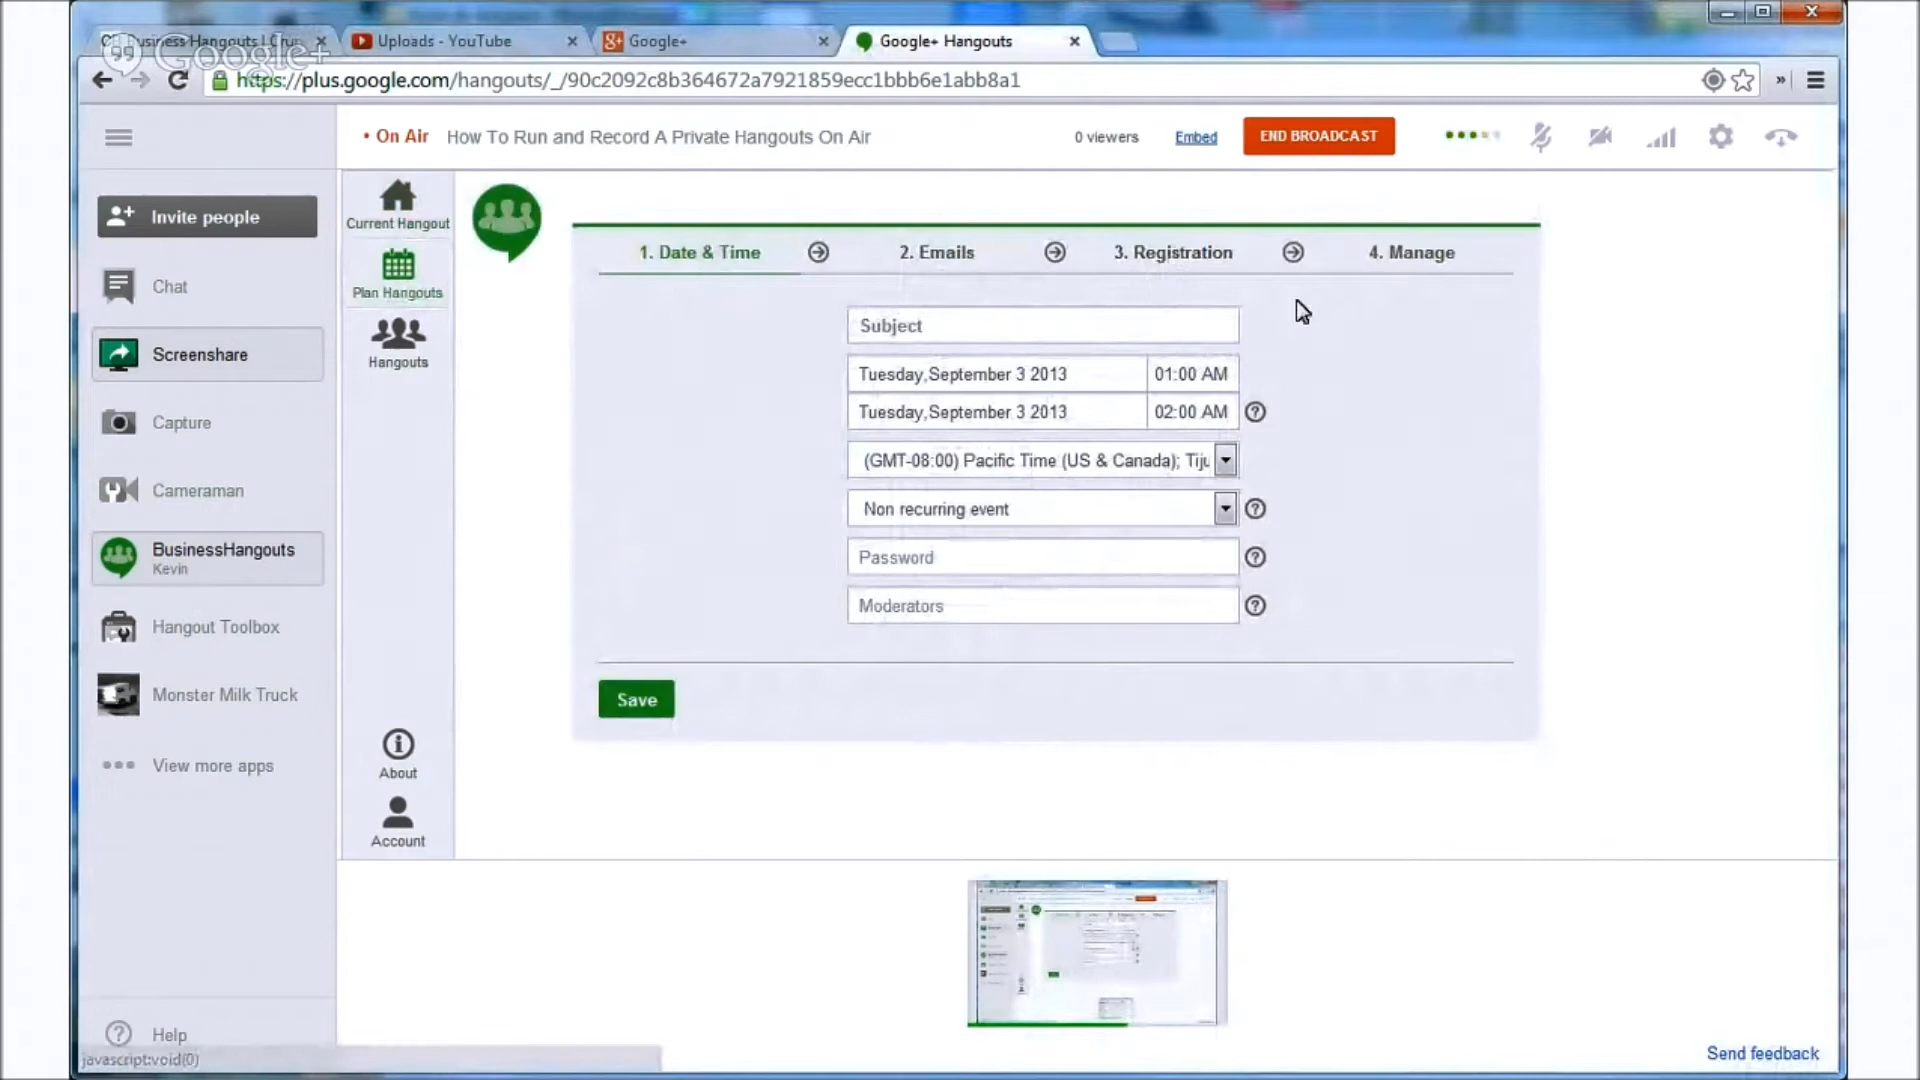 Business Hangouts | Crun
Uploads - YouTube
Google+
Google+ Hangouts
Google+
https://plus.google.com/hangouts/_/90c2092c8b364672a7921859ecc1bbb6e1abb8a1
• On Air
How To Run and Record A Private Hangouts On Air
0 viewers
Embed
END BROADCAST
Invite people
Chat
Screenshare
Capture
Cameraman
BusinessHangouts
Kevin
Hangout Toolbox
Monster Milk Truck
View more apps
Help
javascript:void(0)
Current Hangout
Plan Hangouts
Hangouts
About
Account
1. Date & Time
2. Emails
3. Registration
4. Manage
Subject
Tuesday,September 3 2013
01:00 AM
Tuesday,September 3 2013
02:00 AM
(GMT-08:00) Pacific Time (US & Canada); Tiju
Non recurring event
Password
Moderators
Save
Send feedback